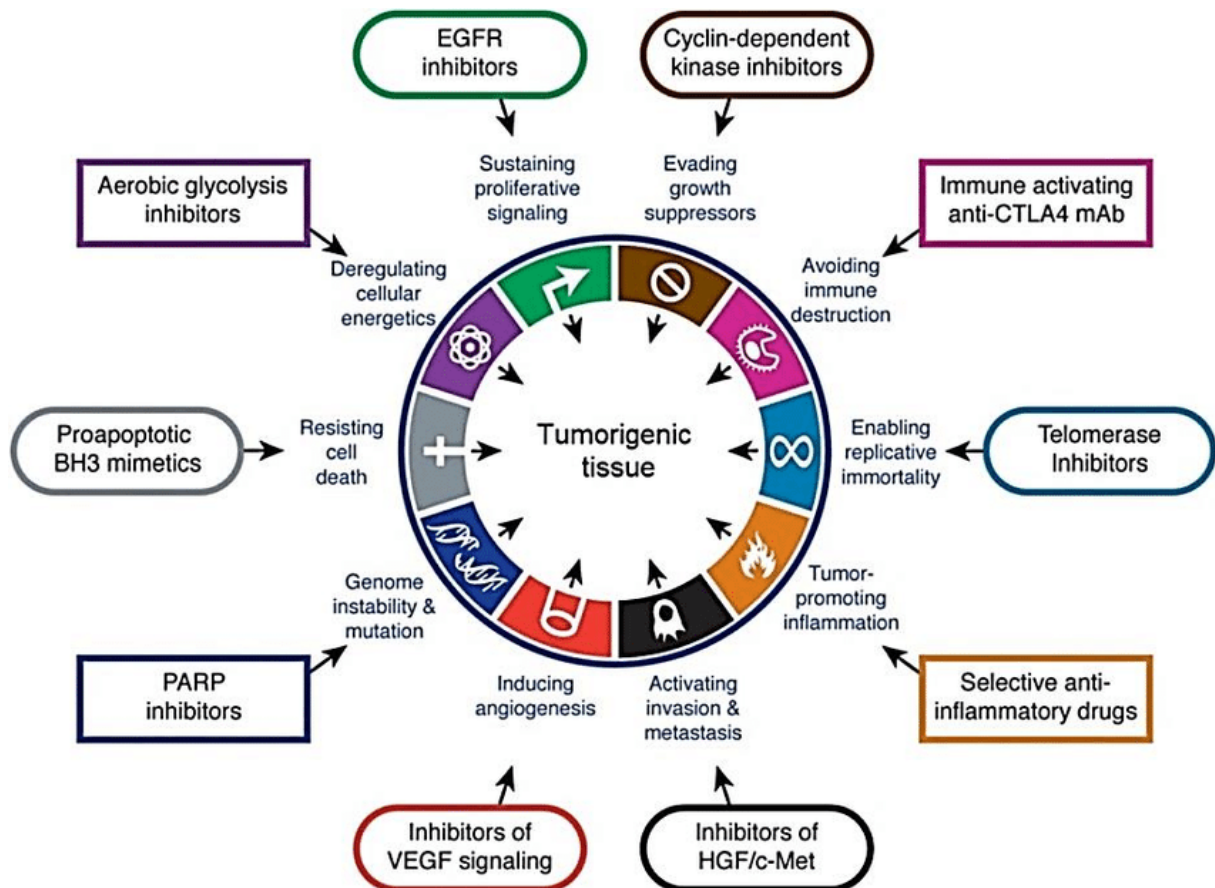 EGFR
inhibitors
Cyclin-dependent
kinase inhibitors
Sustaining
proliferative
signaling
Evading
growth
suppressors
Aerobic glycolysis
inhibitors
Immune activating
anti-CTLA4 mAb
Deregulating
cellular
energetics
Avoiding
immune
destruction
Proapoptotic
BH3 mimetics
Resisting
cell
death
Tumorigenic
tissue
Enabling
replicative
immortality
Telomerase
Inhibitors
Genome
instability &
mutation
Tumor-
promoting
inflammation
PARP
inhibitors
Inducing
angiogenesis
Activating
invasion &
metastasis
Selective anti-
inflammatory drugs
Inhibitors of
VEGF signaling
Inhibitors of
HGF/c-Met